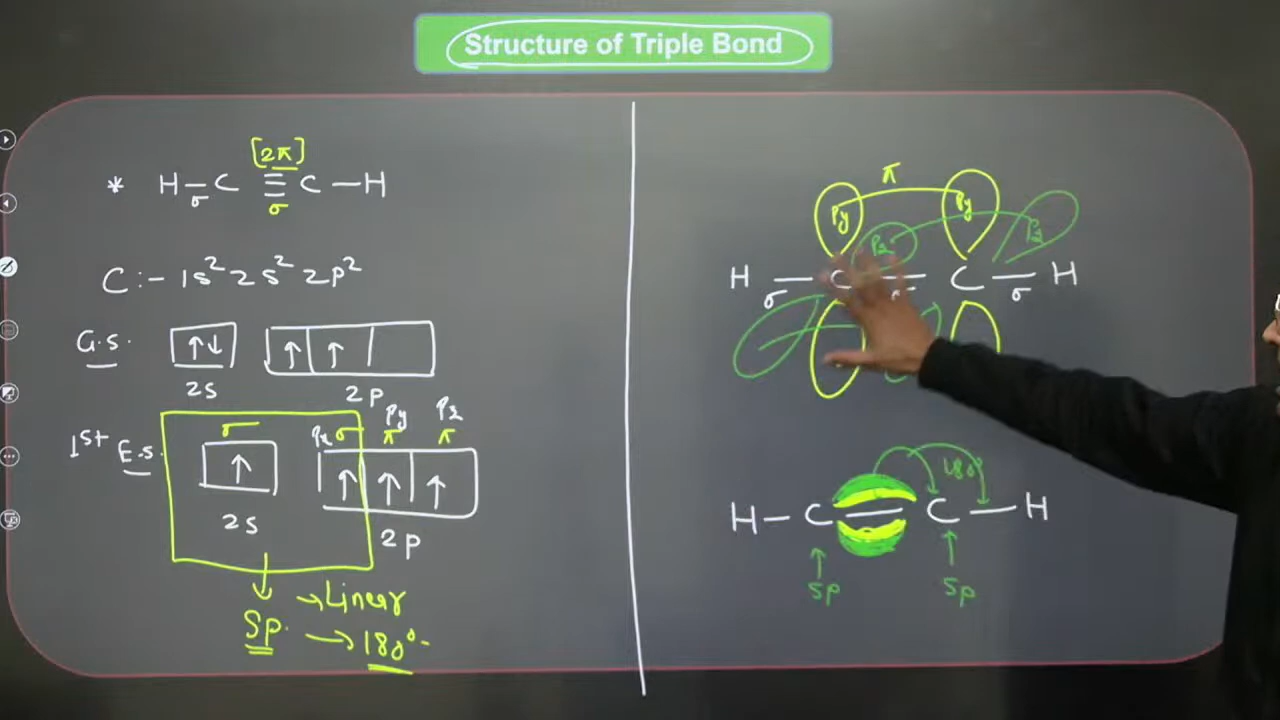 Structure of Triple Bond
[2π]
* H-C≡C-H
σ σ
C:- 1s² 2s² 2p²
G.s. ↑↓ ↑ ↑
2s 2p
1st E.s. σ Px σ Py π Pz π
↑ ↑ ↑ ↑
2s 2p
Sp. → Linear
→ 180°
π
Py Py
Pz Pz
H - C - C - H
σ σ σ
180°
H-C C-H
sp sp